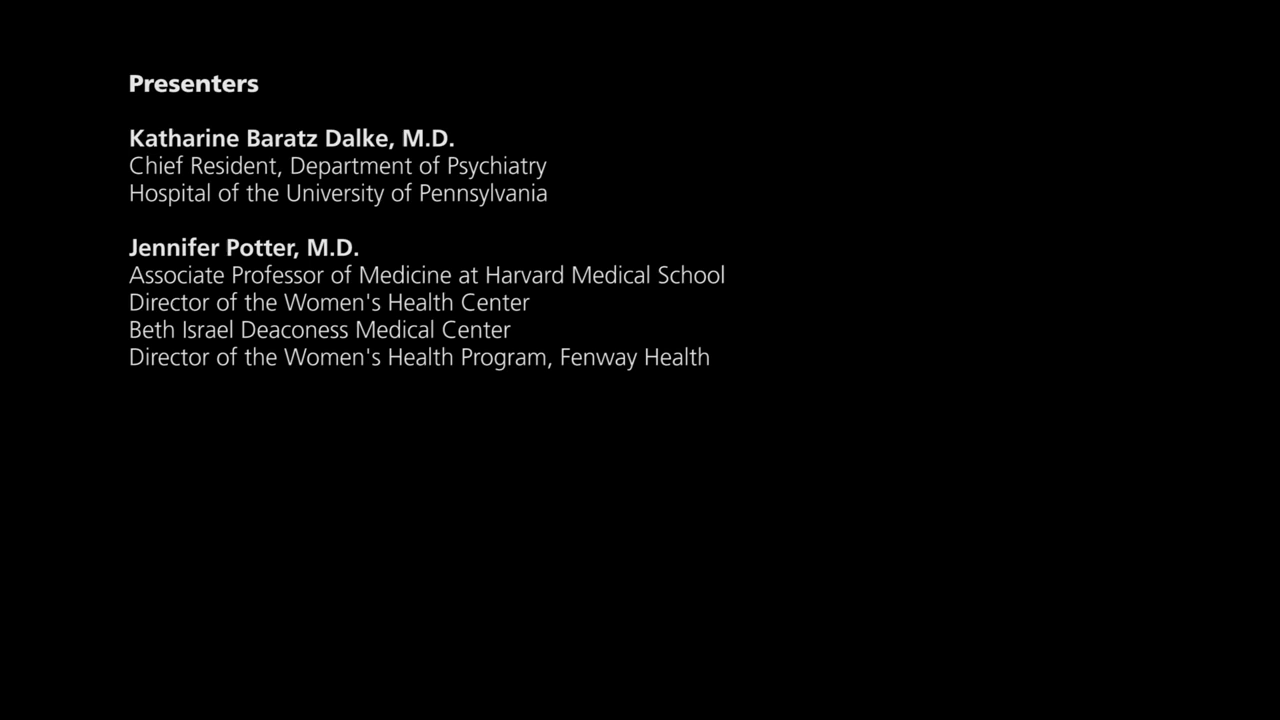 Presenters
Katharine Baratz Dalke, M.D.
Chief Resident, Department of Psychiatry
Hospital of the University of Pennsylvania
Jennifer Potter, M.D.
Associate Professor of Medicine at Harvard Medical School
Director of the Women's Health Center
Beth Israel Deaconess Medical Center
Director of the Women's Health Program, Fenway Health